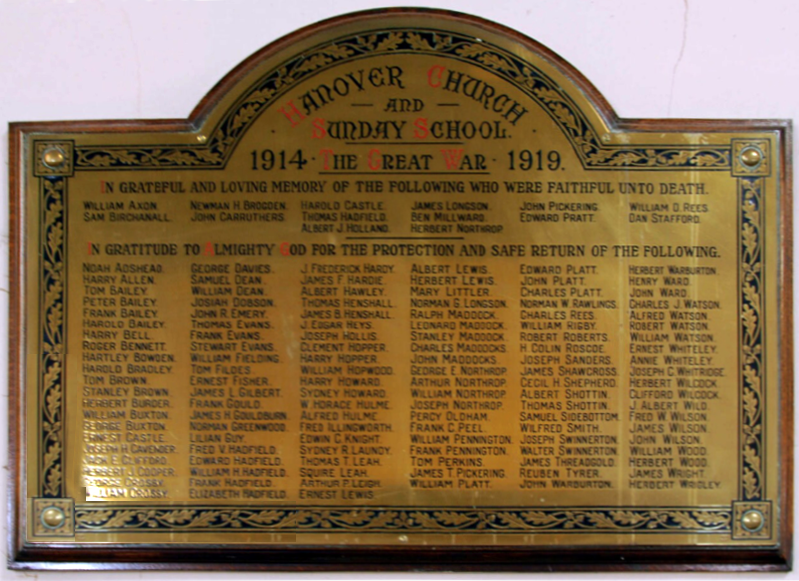 HANOVER CHURCH
AND
SUNDAY SCHOOL.
1914 · THE GREAT WAR · 1919.
IN GRATEFUL AND LOVING MEMORY OF THE FOLLOWING WHO WERE FAITHFUL UNTO DEATH.
WILLIAM AXON. NEWMAN H. BROGDEN. HAROLD CASTLE. JAMES LONGSON. JOHN PICKERING. WILLIAM D. REES.
SAM BIRCHANALL. JOHN CARRUTHERS. THOMAS HADFIELD. BEN MILLWARD. EDWARD PRATT. DAN STAFFORD.
ALBERT J. HOLLAND. HERBERT NORTHROP.
IN GRATITUDE TO ALMIGHTY GOD FOR THE PROTECTION AND SAFE RETURN OF THE FOLLOWING.
NOAH ADSHEAD. GEORGE DAVIES. J. FREDERICK HARDY. ALBERT LEWIS. EDWARD PLATT. HERBERT WARBURTON.
HARRY ALLEN. SAMUEL DEAN. JAMES F. HARDIE. HERBERT LEWIS. JOHN PLATT. HENRY WARD.
TOM BAILEY. WILLIAM DEAN. ALBERT HAWLEY. MARY LITTLER. CHARLES PLATT. JOHN WARD.
PETER BAILEY. JOSIAH DOBSON. THOMAS HENSHALL. NORMAN G. LONGSON. NORMAN W. RAWLINGS. CHARLES J. WATSON.
FRANK BAILEY. JOHN R. EMERY. JAMES B. HENSHALL. RALPH MADDOCK. CHARLES REES. ALFRED WATSON.
HAROLD BAILEY. THOMAS EVANS. J. EDGAR HEYS. LEONARD MADDOCK. WILLIAM RIGBY. ROBERT WATSON.
HARRY BELL. FRANK EVANS. JOSEPH HOLLIS. STANLEY MADDOCK. ROBERT ROBERTS. WILLIAM WATSON.
ROGER BENNETT. STEWART EVANS. CLEMENT HOPPER. CHARLES MADDOCKS. H. COLIN ROSCOE. ERNEST WHITELEY.
HARTLEY BOWDEN. WILLIAM FIELDING. HARRY HOPPER. JOHN MADDOCKS. JOSEPH SANDERS. ANNIE WHITELEY.
HAROLD BRADLEY. TOM FILDES. WILLIAM HOPWOOD. GEORGE E. NORTHROP. JAMES SHAWCROSS. JOSEPH C. WHITRIDGE.
TOM BROWN. ERNEST FISHER. HARRY HOWARD. ARTHUR NORTHROP. CECIL H. SHEPHERD. HERBERT WILCOCK.
STANLEY BROWN. JAMES L. GILBERT. SYDNEY HOWARD. WILLIAM NORTHROP. ALBERT SHOTTIN. CLIFFORD WILCOCK.
HERBERT BURDER. FRANK GOULD. W. HORACE HULME. JOSEPH NORTHROP. THOMAS SHOTTIN. J. ALBERT WILD.
WILLIAM BUXTON. JAMES H. GOULDBURN. ALFRED HULME. PERCY OLDHAM. SAMUEL SIDEBOTTOM. FRED W. WILSON.
GEORGE BUXTON. NORMAN GREENWOOD. FRED ILLINGWORTH. FRANK C. PEEL. WILFRED SMITH. JAMES WILSON.
ERNEST CASTLE. LILIAN GUY. EDWIN C. KNIGHT. WILLIAM PENNINGTON. JOSEPH SWINNERTON. JOHN WILSON.
JOSEPH H. CAVENDER. FRED V. HADFIELD. SYDNEY R. LAUNDY. FRANK PENNINGTON. WALTER SWINNERTON. WILLIAM WOOD.
JACK E. CLIFFORD. EDWARD HADFIELD. THOMAS T. LEAH. TOM PERKINS. JAMES THREADGOLD. HERBERT WOOD.
HERBERT L. COOPER. WILLIAM H. HADFIELD. SQUIRE LEAH. JAMES T. PICKERING. REUBEN TYRER. JAMES WRIGHT.
GEORGE CROSBY. FRANK HADFIELD. ARTHUR P. LEIGH. WILLIAM PLATT. JOHN WARBURTON. HERBERT WRIGLEY.
WILLIAM CROSBY. ELIZABETH HADFIELD. ERNEST LEWIS.